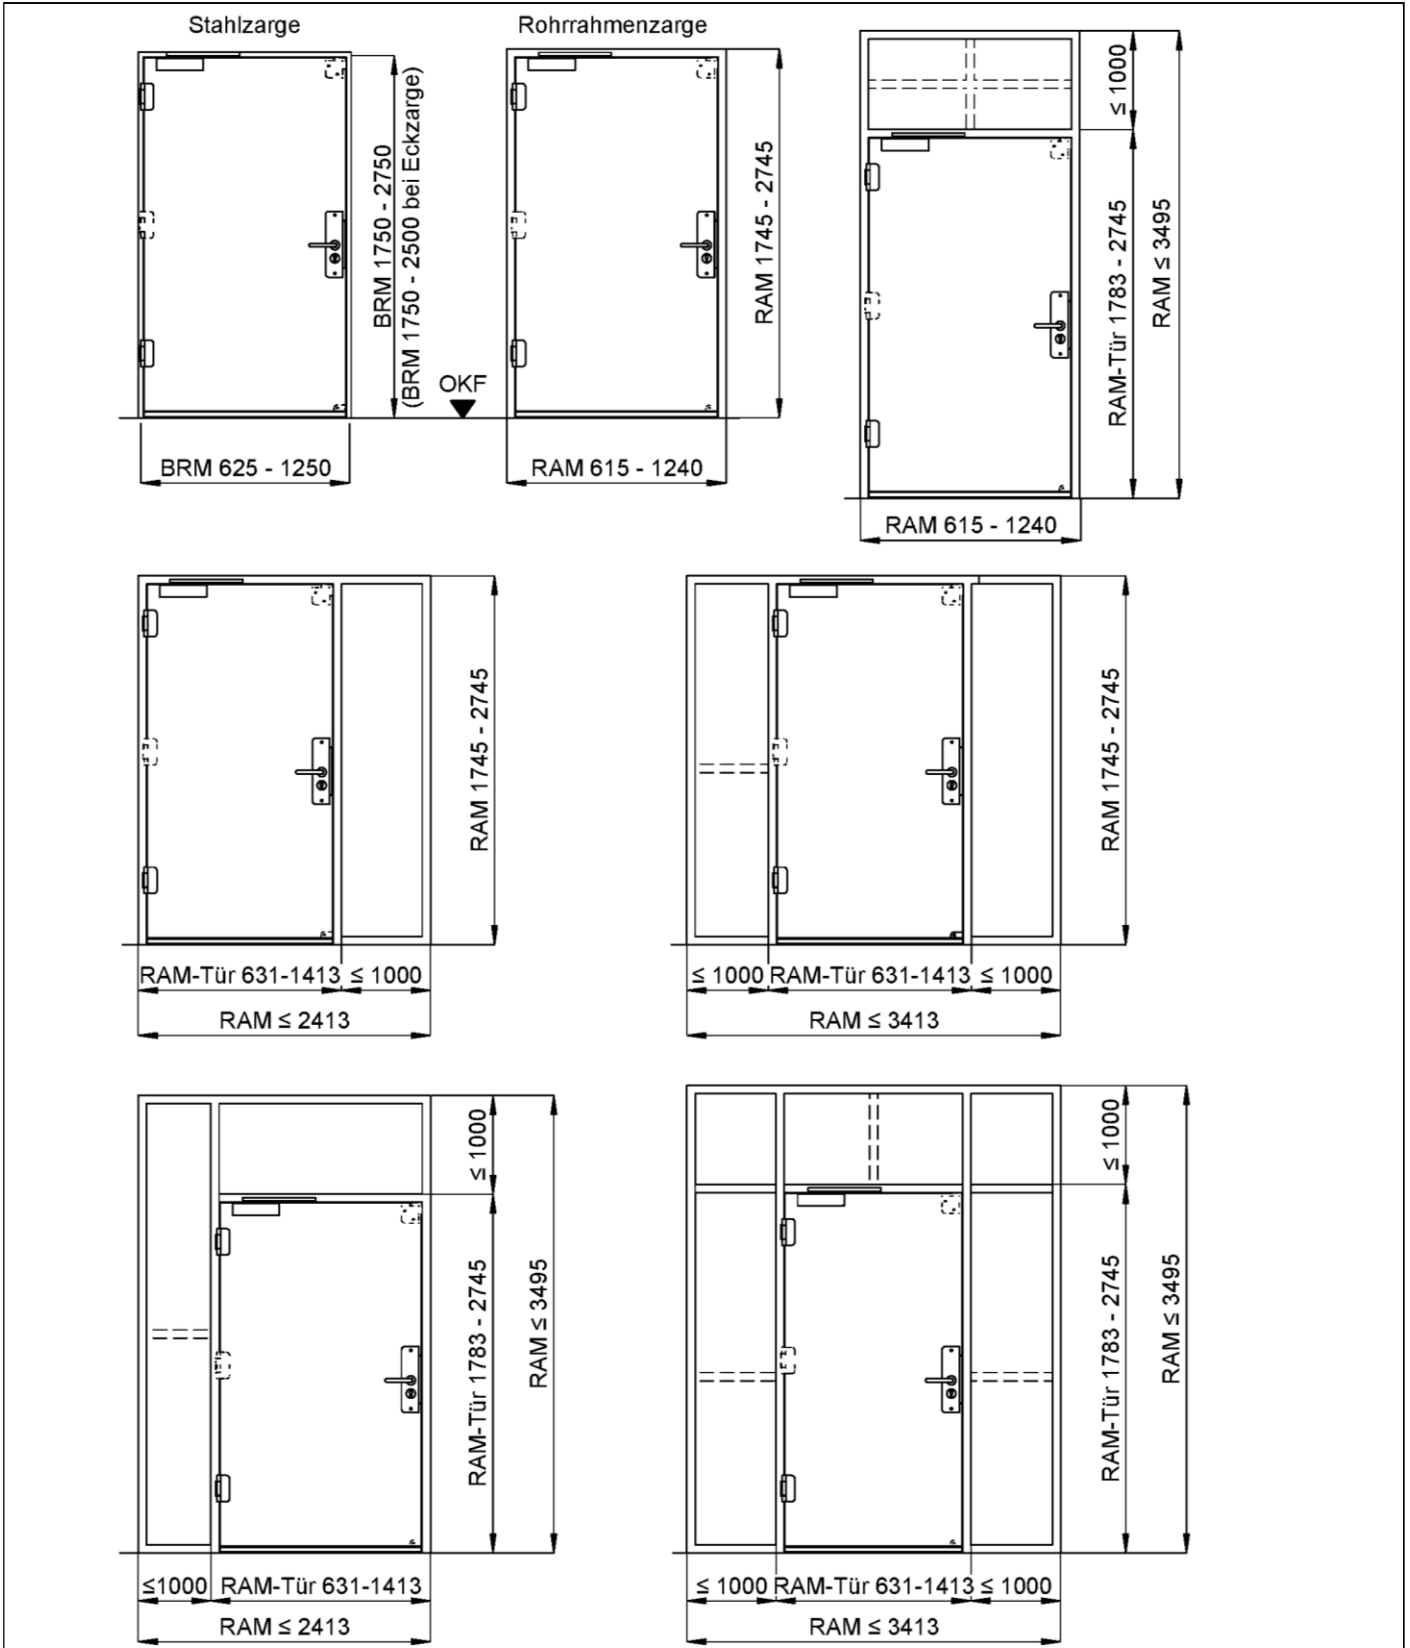 Stahlzarge
Rohrrahmenzarge
BRM 1750 - 2750
(BRM 1750 - 2500 bei Eckzarge)
OKF
RAM 1745 - 2745
≤ 1000
RAM-Tür 1783 - 2745
RAM ≤ 3495
BRM 625 - 1250
RAM 615 - 1240
RAM 615 - 1240
RAM 1745 - 2745
RAM-Tür 631-1413
≤ 1000
RAM ≤ 2413
RAM 1745 - 2745
≤ 1000
RAM-Tür 631-1413
≤ 1000
RAM ≤ 3413
≤ 1000
RAM-Tür 1783 - 2745
RAM ≤ 3495
≤1000
RAM-Tür 631-1413
RAM ≤ 2413
≤ 1000
RAM-Tür 1783 - 2745
RAM ≤ 3495
≤ 1000
RAM-Tür 631-1413
≤ 1000
RAM ≤ 3413